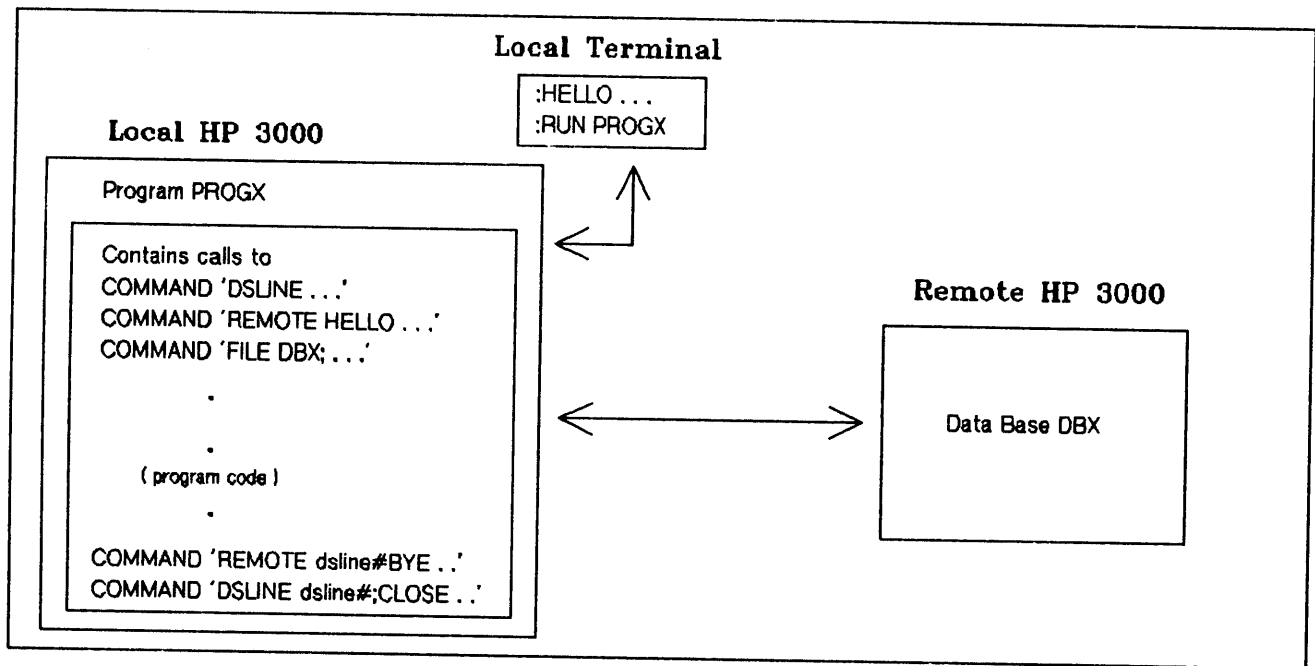 Local Terminal
:HELLO . . .
:RUN PROGX
Local HP 3000
Program PROGX
Contains calls to
COMMAND 'DSLINE . . .'
COMMAND 'REMOTE HELLO . . .'
COMMAND 'FILE DBX; . . .'
.
.
( program code )
.
COMMAND 'REMOTE dsline#BYE . .'
COMMAND 'DSLINE dsline#;CLOSE . .'
Remote HP 3000
Data Base DBX